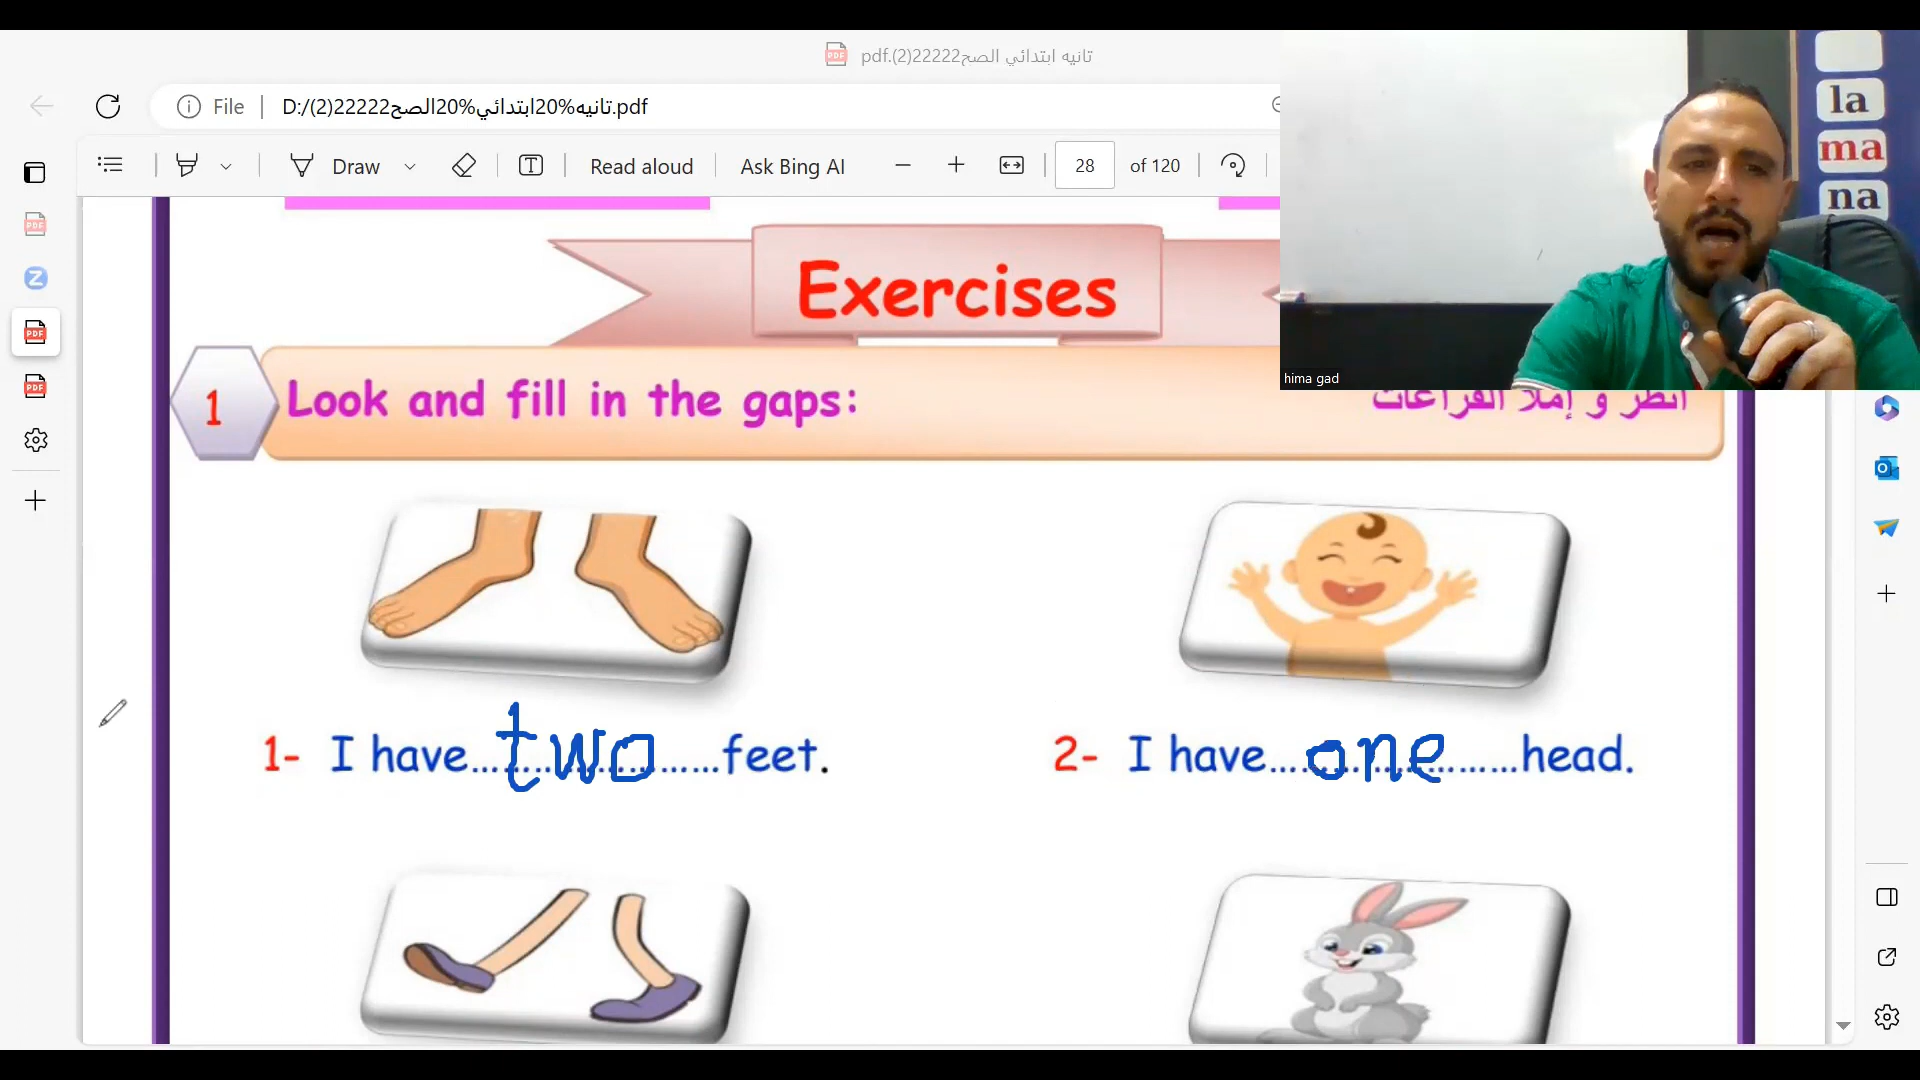 تانيه ابتدائي الصح22222(2).pdf
File
D:/تانيه%20ابتدائي%20الصح22222(2).pdf
Draw
Read aloud
Ask Bing AI
28
of 120
la
ma
na
hima gad
Exercises
1
Look and fill in the gaps:
انظر و إملأ الفراغات
1- I have......two......feet.
2- I have......one......head.